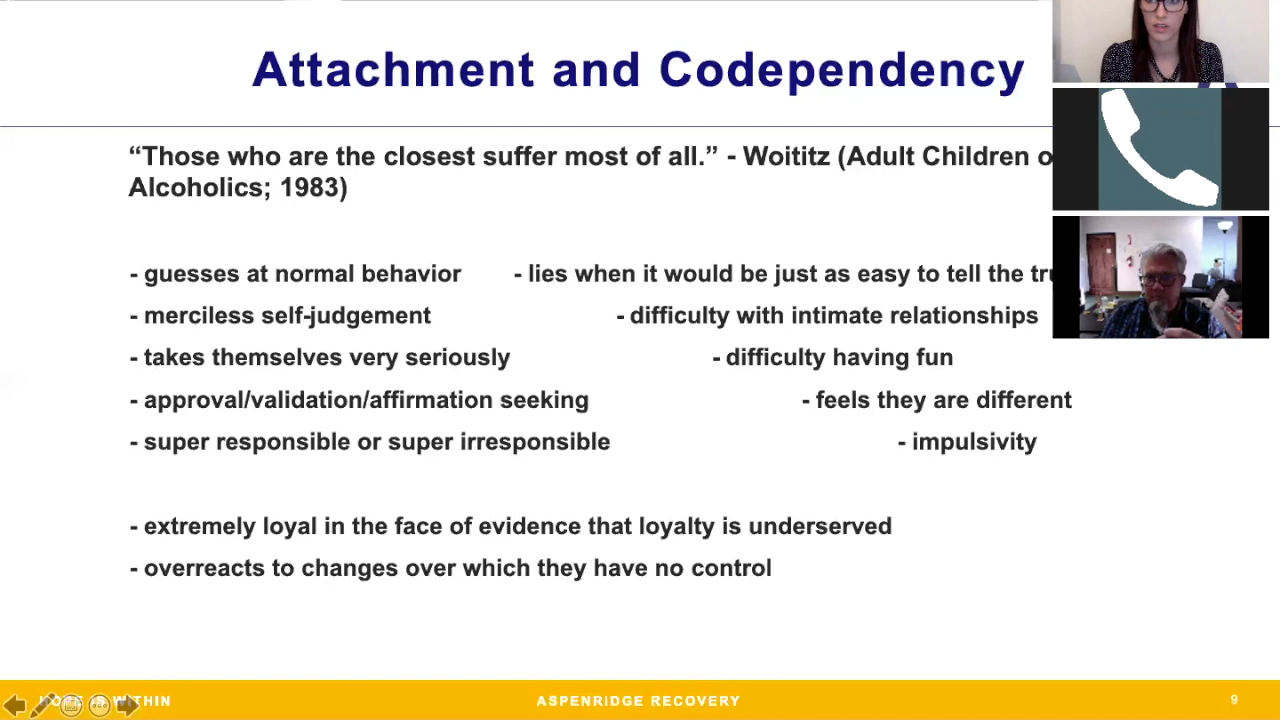 Attachment and Codependency
“Those who are the closest suffer most of all.” - Woititz (Adult Children
Alcoholics; 1983)
- guesses at normal behavior - lies when it would be just as easy to tell the
- merciless self-judgement - difficulty with intimate relationships
- takes themselves very seriously - difficulty having fun
- approval/validation/affirmation seeking - feels they are different
- super responsible or super irresponsible - impulsivity
- extremely loyal in the face of evidence that loyalty is underserved
- overreacts to changes over which they have no control
HOPE IS WITHIN ASPENRIDGE RECOVERY 9